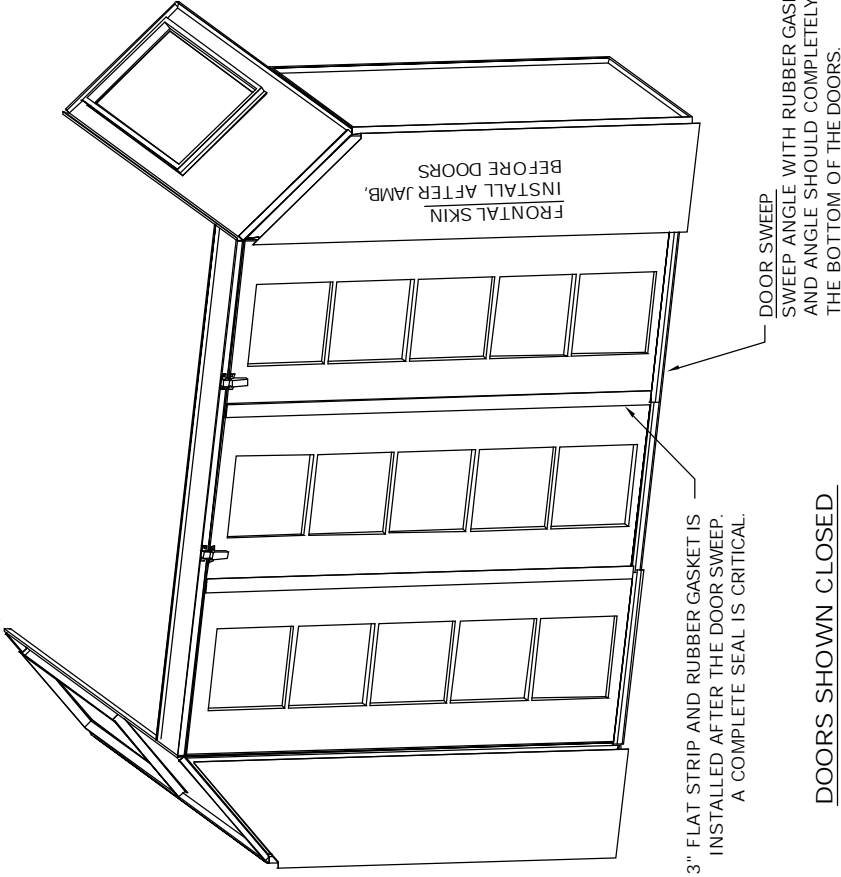 FRONTAL SKIN
INSTALL AFTER JAMB,
BEFORE DOORS
DOOR SWEEP
SWEEP ANGLE WITH RUBBER
AND ANGLE SHOULD COMPLETELY
THE BOTTOM OF THE DOORS.
3" FLAT STRIP AND RUBBER GASKET IS
INSTALLED AFTER THE DOOR SWEEP.
A COMPLETE SEAL IS CRITICAL.
DOORS SHOWN CLOSED